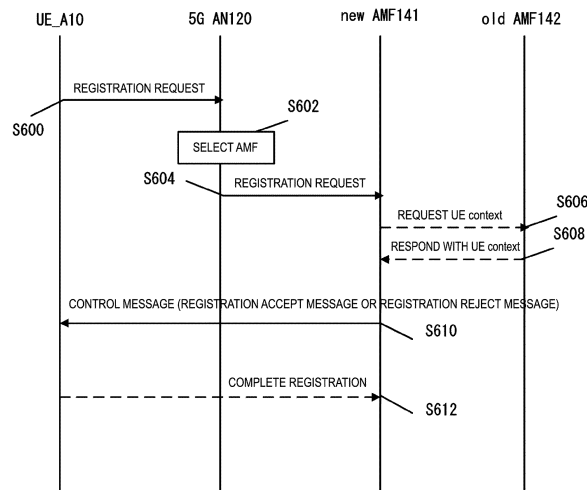 UE_A10
5G AN120
new AMF141
old AMF142
REGISTRATION REQUEST
S600
S602
SELECT AMF
S604
REGISTRATION REQUEST
REQUEST UE context
S606
RESPOND WITH UE context
S608
CONTROL MESSAGE (REGISTRATION ACCEPT MESSAGE OR REGISTRATION REJECT MESSAGE)
S610
COMPLETE REGISTRATION
S612